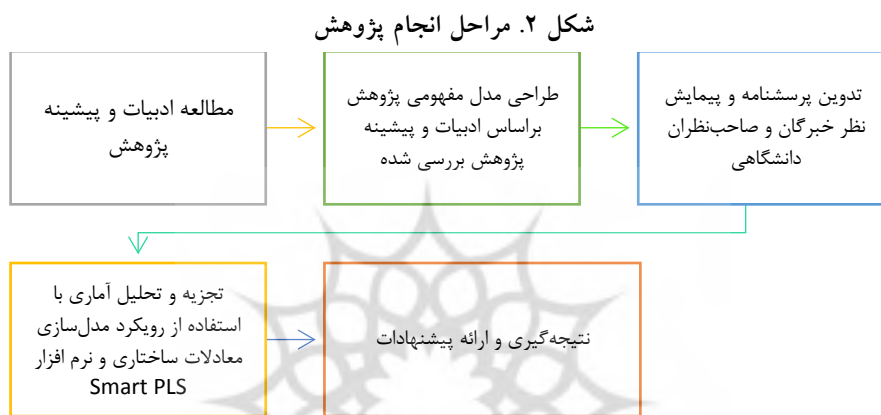 شکل ۲. مراحل انجام پژوهش
مطالعه ادبیات و پیشینه
پژوهش
طراحی مدل مفهومی پژوهش
براساس ادبیات و پیشینه
پژوهش بررسی شده
تدوین پرسشنامه و پیمایش
نظر خبرگان و صاحب‌نظران
دانشگاهی
تجزیه و تحلیل آماری با
استفاده از رویکرد مدل‌سازی
معادلات ساختاری و نرم افزار
Smart PLS
نتیجه‌گیری و ارائه پیشنهادات